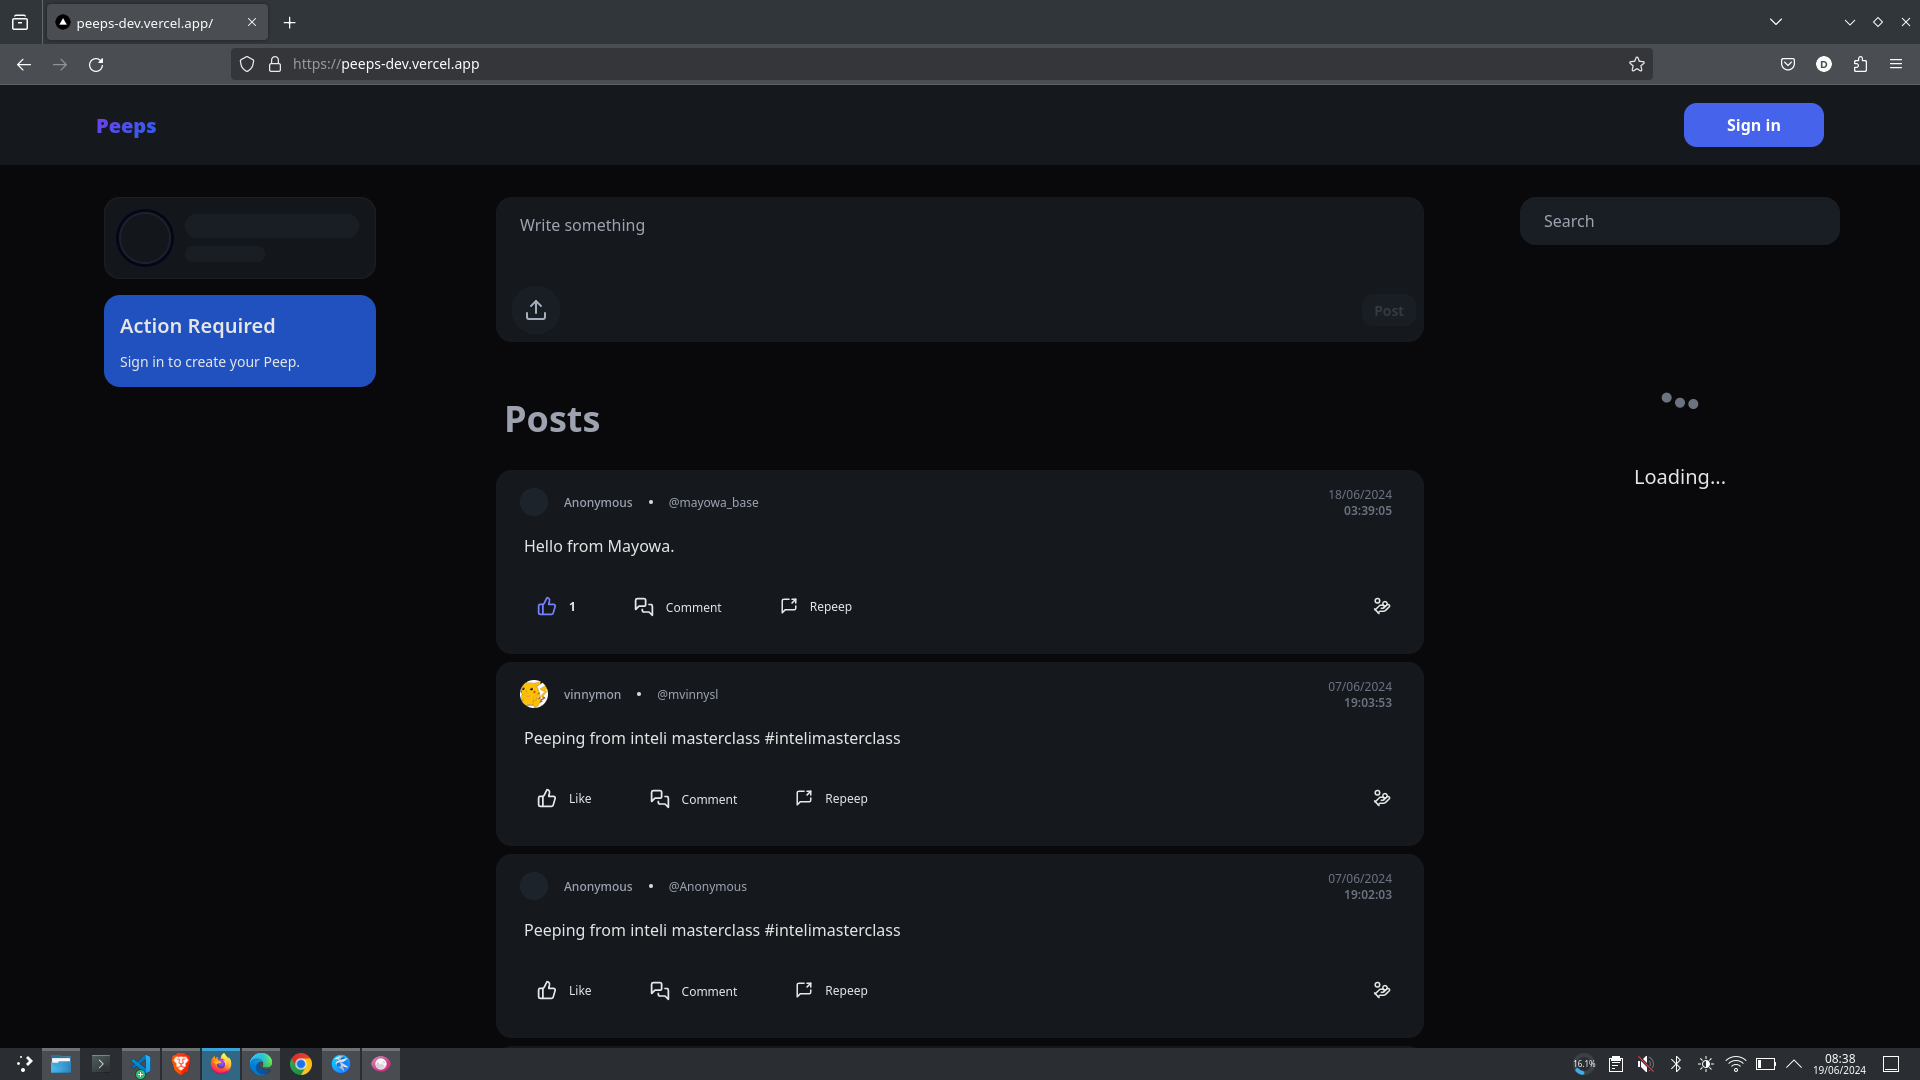 peeps-dev.vercel.app/
https://peeps-dev.vercel.app
D
Peeps
Sign in
Action Required
Sign in to create your Peep.
Write something
Post
Search
Loading...
Posts
Anonymous • @mayowa_base
18/06/2024
03:39:05
Hello from Mayowa.
1 Comment Repeep
vinnymon • @mvinnysl
07/06/2024
19:03:53
Peeping from inteli masterclass #intelimasterclass
Like Comment Repeep
Anonymous • @Anonymous
07/06/2024
19:02:03
Peeping from inteli masterclass #intelimasterclass
Like Comment Repeep
16.1%
08:38
19/06/2024